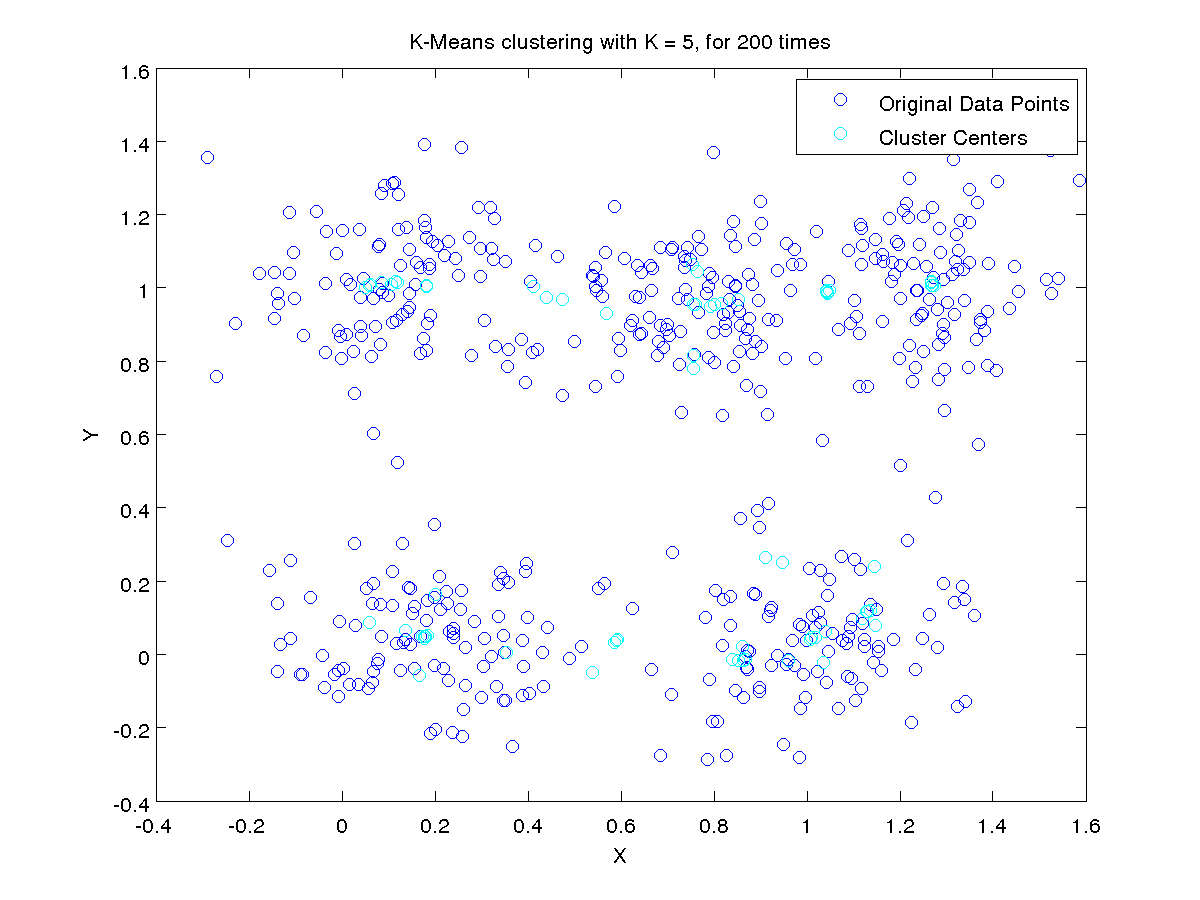 K-Means clustering with K = 5, for 200 times
Original Data Points
Cluster Centers
1.6
1.4
1.2
1
0.8
0.6
0.4
0.2
0
-0.2
-0.4
Y
-0.4 -0.2 0 0.2 0.4 0.6 0.8 1 1.2 1.4 1.6
X